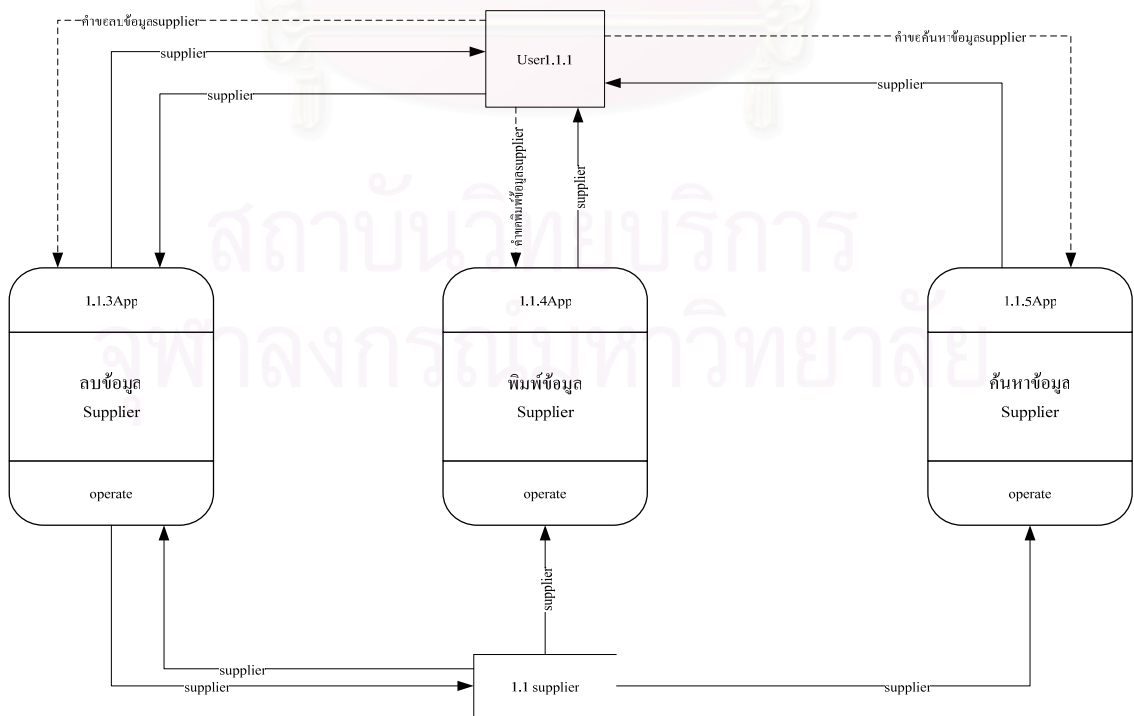 คำขอลบข้อมูลsupplier
คำขอค้นหาข้อมูลsupplier
supplier
User1.1.1
supplier
supplier
คำขอพิมพ์ข้อมูลsupplier
supplier
สถาบันวิทยบริการ
จุฬาลงกรณ์มหาวิทยาลัย
1.1.3App
1.1.4App
1.1.5App
ลบข้อมูล
Supplier
พิมพ์ข้อมูล
Supplier
ค้นหาข้อมูล
Supplier
operate
operate
operate
supplier
supplier
supplier
1.1 supplier
supplier